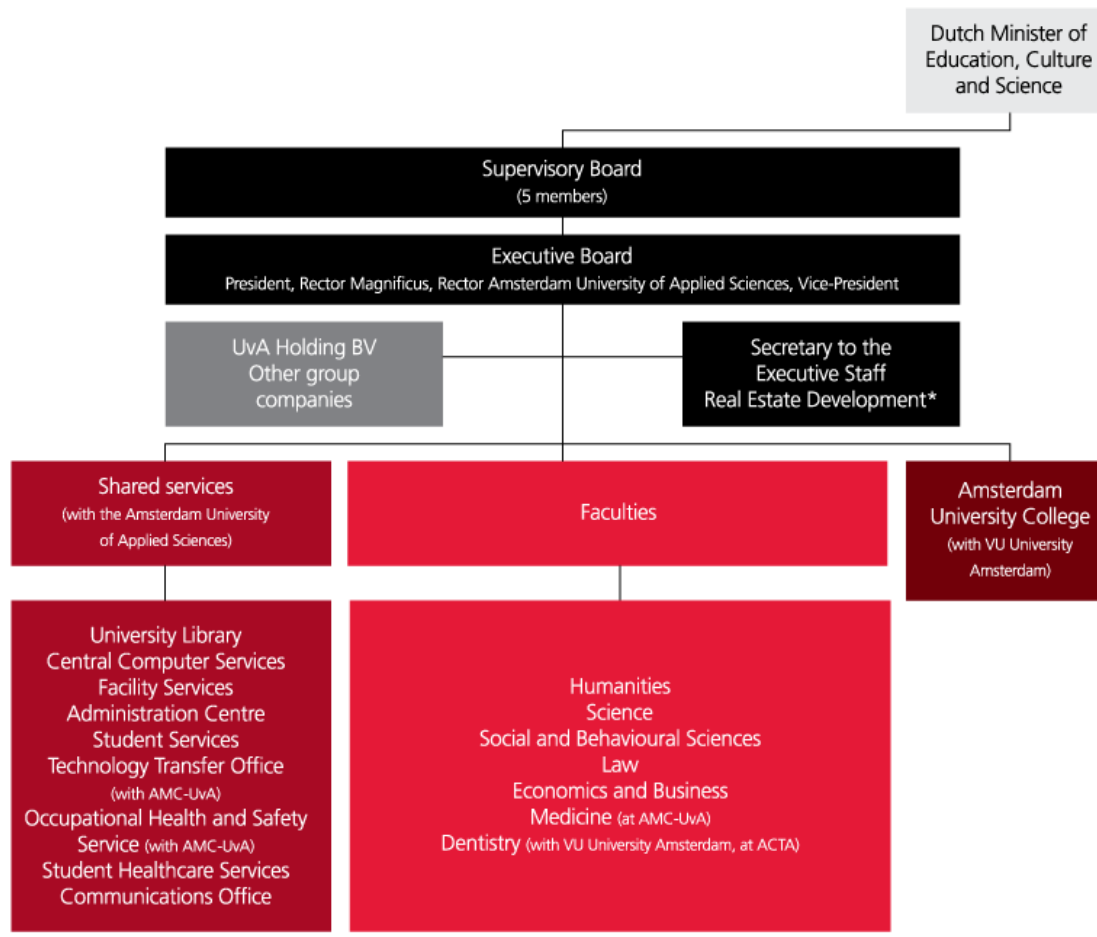 Dutch Minister of
Education, Culture
and Science
Supervisory Board
(5 members)
Executive Board
President, Rector Magnificus, Rector Amsterdam University of Applied Sciences, Vice-President
UvA Holding BV
Other group
companies
Secretary to the
Executive Staff
Real Estate Development*
Shared services
(with the Amsterdam University
of Applied Sciences)
Faculties
Amsterdam
University College
(with VU University
Amsterdam)
University Library
Central Computer Services
Facility Services
Administration Centre
Student Services
Technology Transfer Office
(with AMC-UvA)
Occupational Health and Safety
Service (with AMC-UvA)
Student Healthcare Services
Communications Office
Humanities
Science
Social and Behavioural Sciences
Law
Economics and Business
Medicine (at AMC-UvA)
Dentistry (with VU University Amsterdam, at ACTA)